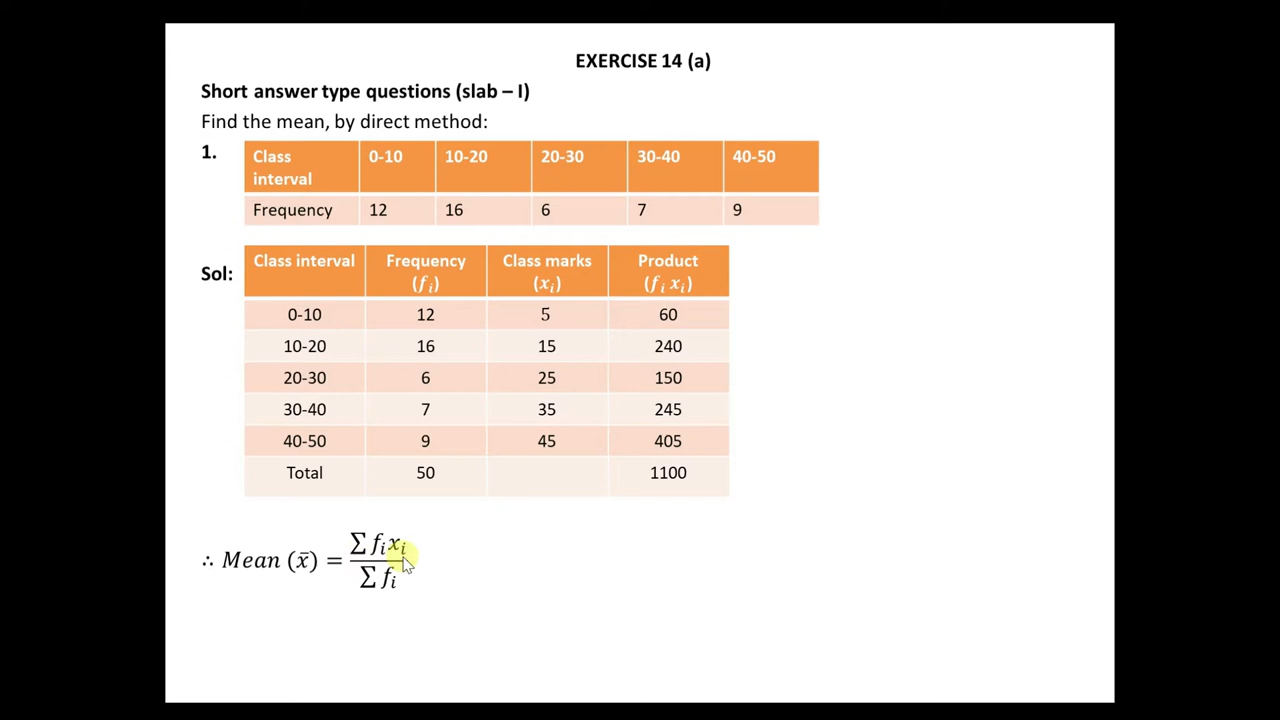 EXERCISE 14 (a)
Short answer type questions (slab – I)
Find the mean, by direct method:
1.
Class interval 0-10 10-20 20-30 30-40 40-50
Frequency 12 16 6 7 9
Sol:
Class interval Frequency (𝒇ᵢ) Class marks (𝒙ᵢ) Product (𝒇ᵢ 𝒙ᵢ)
0-10 12 5 60
10-20 16 15 240
20-30 6 25 150
30-40 7 35 245
40-50 9 45 405
Total 50 1100
∴ Mean (x̄) = ∑ fᵢxᵢ / ∑ fᵢ